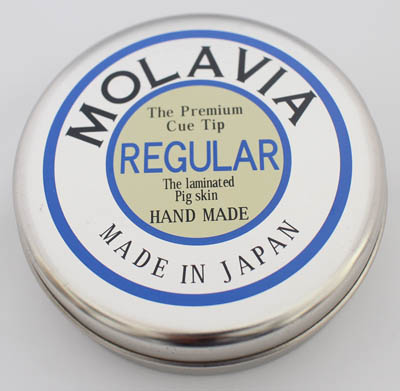 MOLAVIA
The Premium
Cue Tip
REGULAR
The laminated
Pig skin
HAND MADE
MADE IN JAPAN